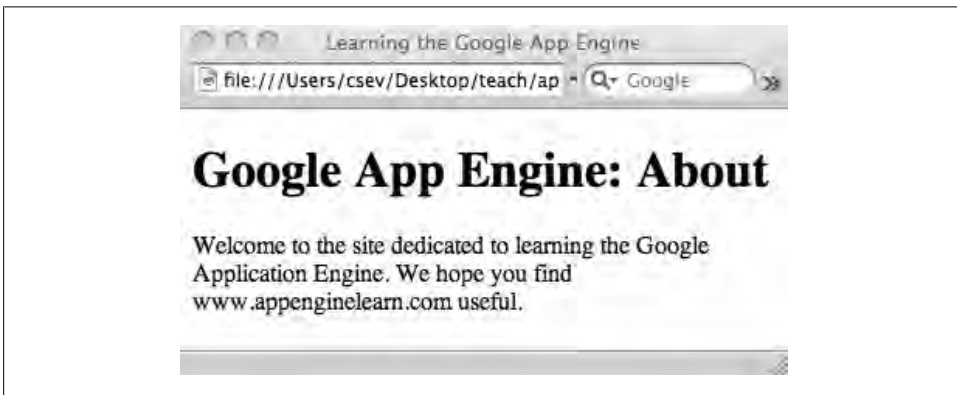 Learning the Google App Engine
file:///Users/csev/Desktop/teach/ap Google
Google App Engine: About
Welcome to the site dedicated to learning the Google
Application Engine. We hope you find
www.appenginelearn.com useful.